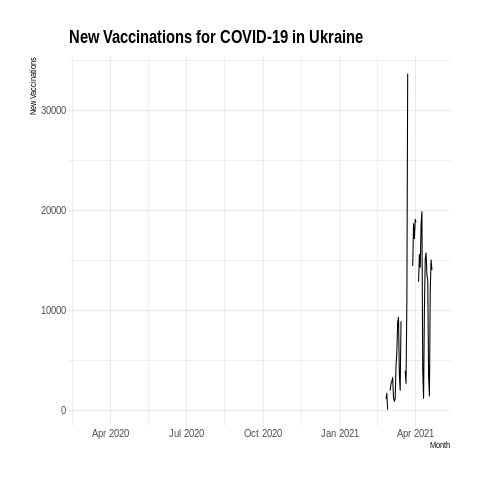 New Vaccinations for COVID-19 in Ukraine
New Vaccinations
30000
20000
10000
0
Apr 2020 Jul 2020 Oct 2020 Jan 2021 Apr 2021
Month